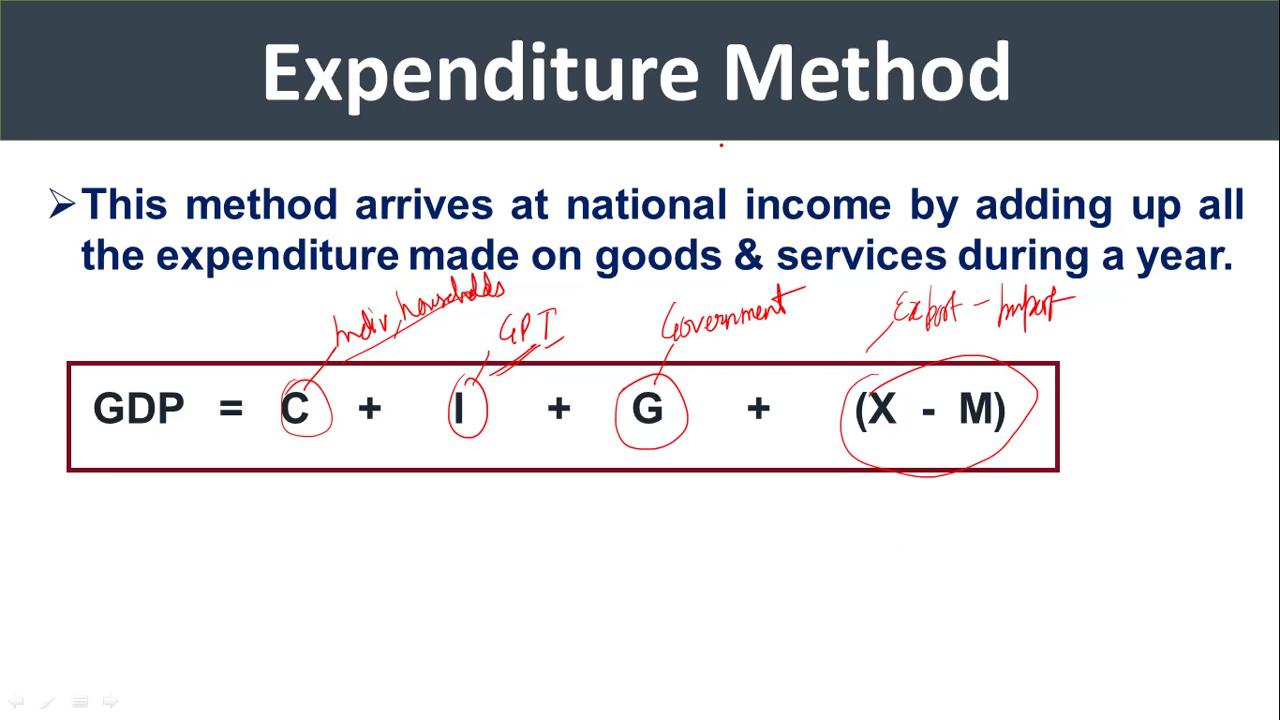 Expenditure Method
➢This method arrives at national income by adding up all
the expenditure made on goods & services during a year.
Indiv, households
GPI
Government
Export - Import
GDP = C + I + G + (X - M)